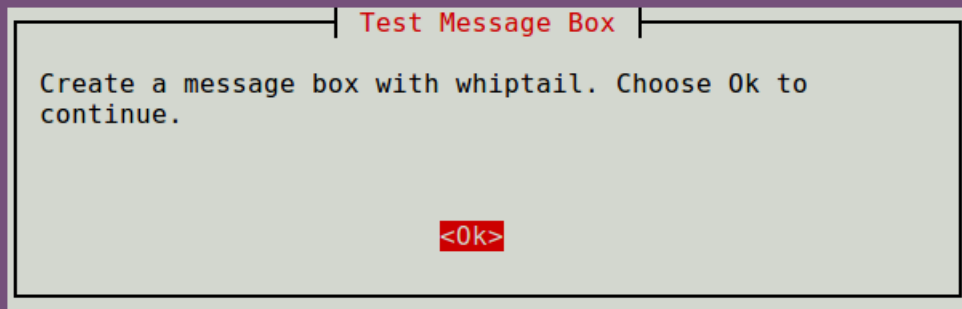 Test Message Box
Create a message box with whiptail. Choose Ok to
continue.
<Ok>